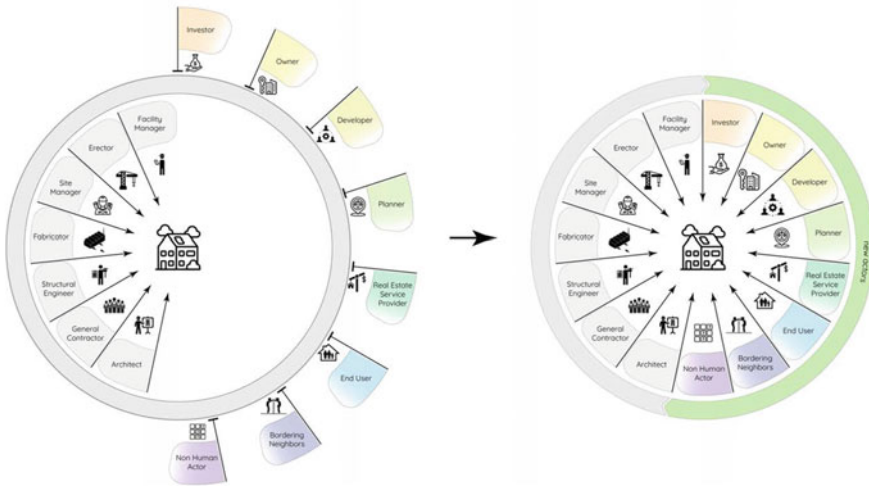 Investor
Owner
Developer
Planner
Real Estate
Service
Provider
End User
Bordering
Neighbors
Non Human
Actor
Facility
Manager
Erector
Site
Manager
Fabricator
Structural
Engineer
General
Contractor
Architect
Facility
Manager
Erector
Site
Manager
Fabricator
Structural
Engineer
General
Contractor
Architect
Investor
Owner
Developer
Planner
Real Estate
Service
Provider
End User
Bordering
Neighbors
Non Human
Actor
new actors